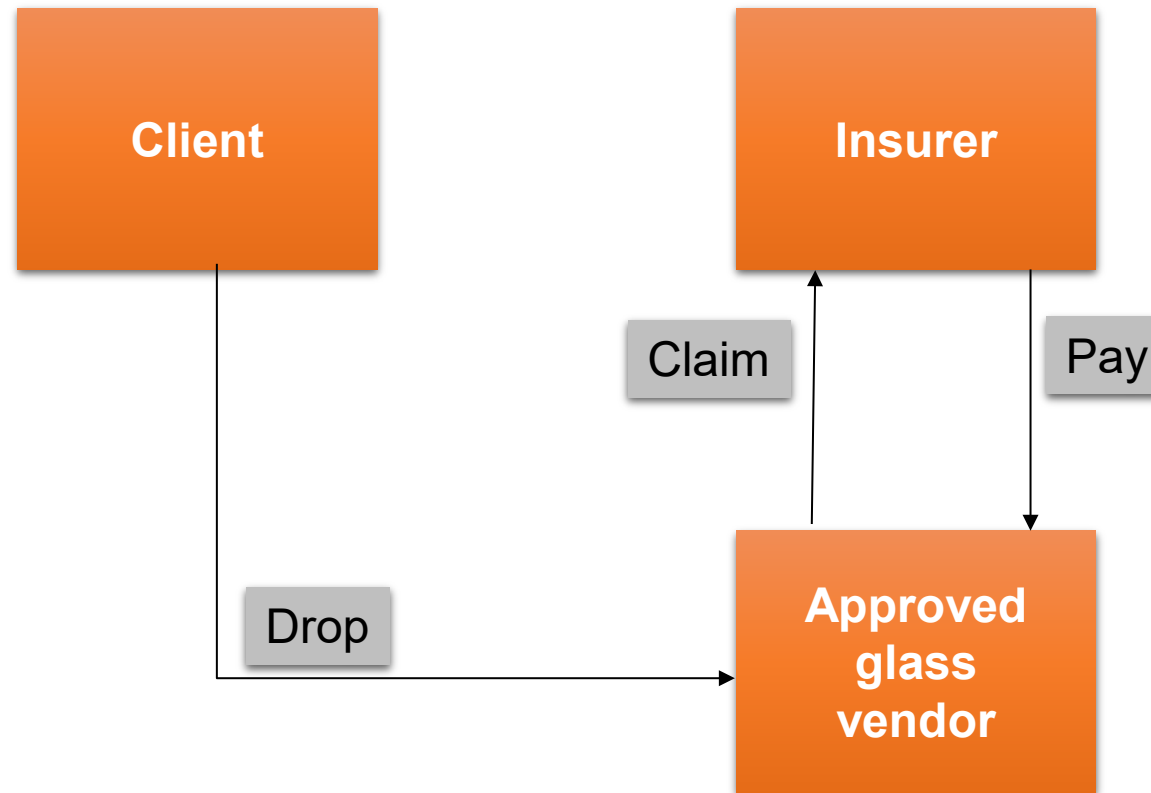 Client
Insurer
Claim
Pay
Drop
Approved
glass
vendor